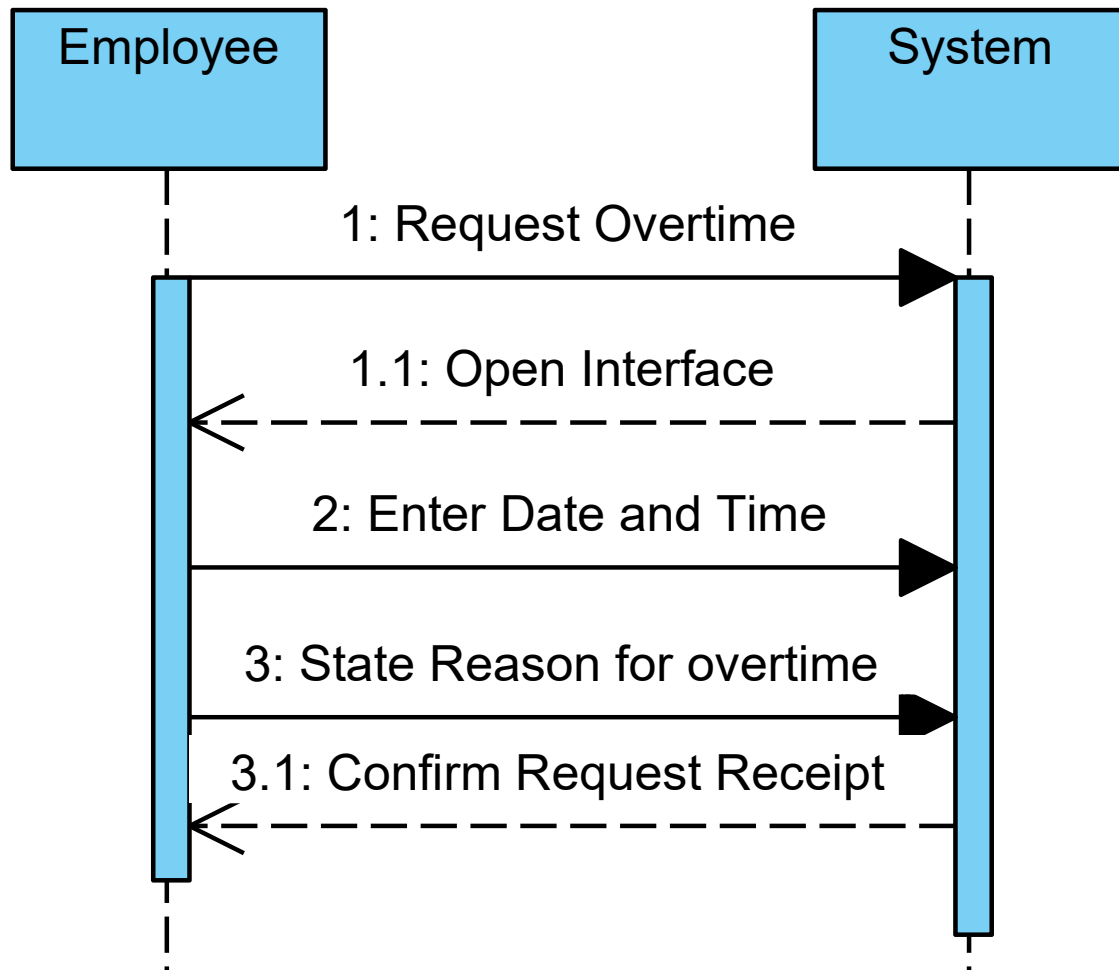 Employee
System
1: Request Overtime
1.1: Open Interface
2: Enter Date and Time
3: State Reason for overtime
3.1: Confirm Request Receipt